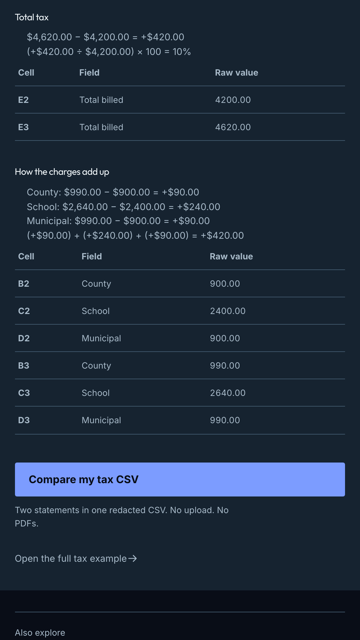 Total tax
$4,620.00 − $4,200.00 = +$420.00
(+$420.00 ÷ $4,200.00) × 100 = 10%
Cell Field Raw value
E2 Total billed 4200.00
E3 Total billed 4620.00
How the charges add up
County: $990.00 − $900.00 = +$90.00
School: $2,640.00 − $2,400.00 = +$240.00
Municipal: $990.00 − $900.00 = +$90.00
(+$90.00) + (+$240.00) + (+$90.00) = +$420.00
Cell Field Raw value
B2 County 900.00
C2 School 2400.00
D2 Municipal 900.00
B3 County 990.00
C3 School 2640.00
D3 Municipal 990.00
Compare my tax CSV
Two statements in one redacted CSV. No upload. No
PDFs.
Open the full tax example→
Also explore